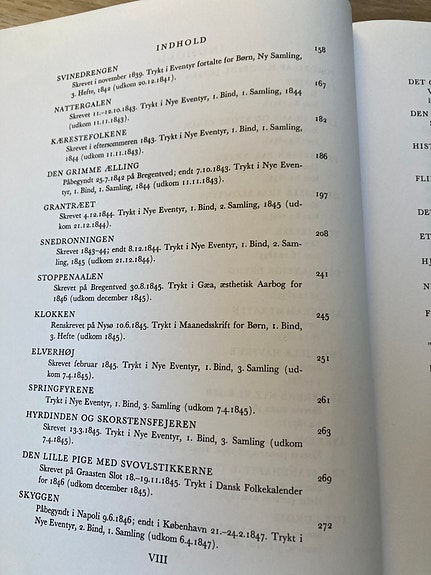 INDHOLD
SVINEDRENGEN 158
Skrevet i november 1839. Trykt i Eventyr fortalte for Børn, Ny Samling,
3. Hefte, 1842 (udkom 20.12.1841).
NATTERGALEN 167
Skrevet 11.–12.10.1843. Trykt i Nye Eventyr, 1. Bind, 1. Samling, 1844
(udkom 11.11.1843).
KÆRESTEFOLKENE 182
Skrevet i eftersommeren 1843. Trykt i Nye Eventyr, 1. Bind, 1. Samling,
1844 (udkom 11.11.1843).
DEN GRIMME ÆLLING 186
Påbegyndt 25.7.1842 på Bregentved; endt 7.10.1843. Trykt i Nye Even-
tyr, 1. Bind, 1. Samling, 1844 (udkom 11.11.1843).
GRANTRÆET 197
Skrevet 4.12.1844. Trykt i Nye Eventyr, 1. Bind, 2. Samling, 1845 (ud-
kom 21.12.1844).
SNEDRONNINGEN 208
Skrevet 1843–44; endt 8.12.1844. Trykt i Nye Eventyr, 1. Bind, 2. Sam-
ling, 1845 (udkom 21.12.1844).
STOPPENAALEN 241
Skrevet på Bregentved 30.8.1845. Trykt i Gæa, æsthetisk Aarbog for
1846 (udkom december 1845).
KLOKKEN 245
Renskrevet på Nysø 10.6.1845. Trykt i Maanedsskrift for Børn, 1. Bind,
3. Hefte (udkom 1845).
ELVERHØJ 251
Skrevet februar 1845. Trykt i Nye Eventyr, 1. Bind, 3. Samling (ud-
kom 7.4.1845).
SPRINGFYRENE 261
Trykt i Nye Eventyr, 1. Bind, 3. Samling (udkom 7.4.1845).
HYRDINDEN OG SKORSTENSFEJEREN 263
Skrevet 13.3.1845. Trykt i Nye Eventyr, 1. Bind, 3. Samling (udkom
7.4.1845).
DEN LILLE PIGE MED SVOVLSTIKKERNE 269
Skrevet på Graasten Slot 18.–19.11.1845. Trykt i Dansk Folkekalender
for 1846 (udkom december 1845).
SKYGGEN 272
Påbegyndt i Napoli 9.6.1846; endt i København 21.–24.2.1847. Trykt i
Nye Eventyr, 2. Bind, 1. Samling (udkom 6.4.1847).
VIII
DET
DEN
HIST
FLI
DET
ET